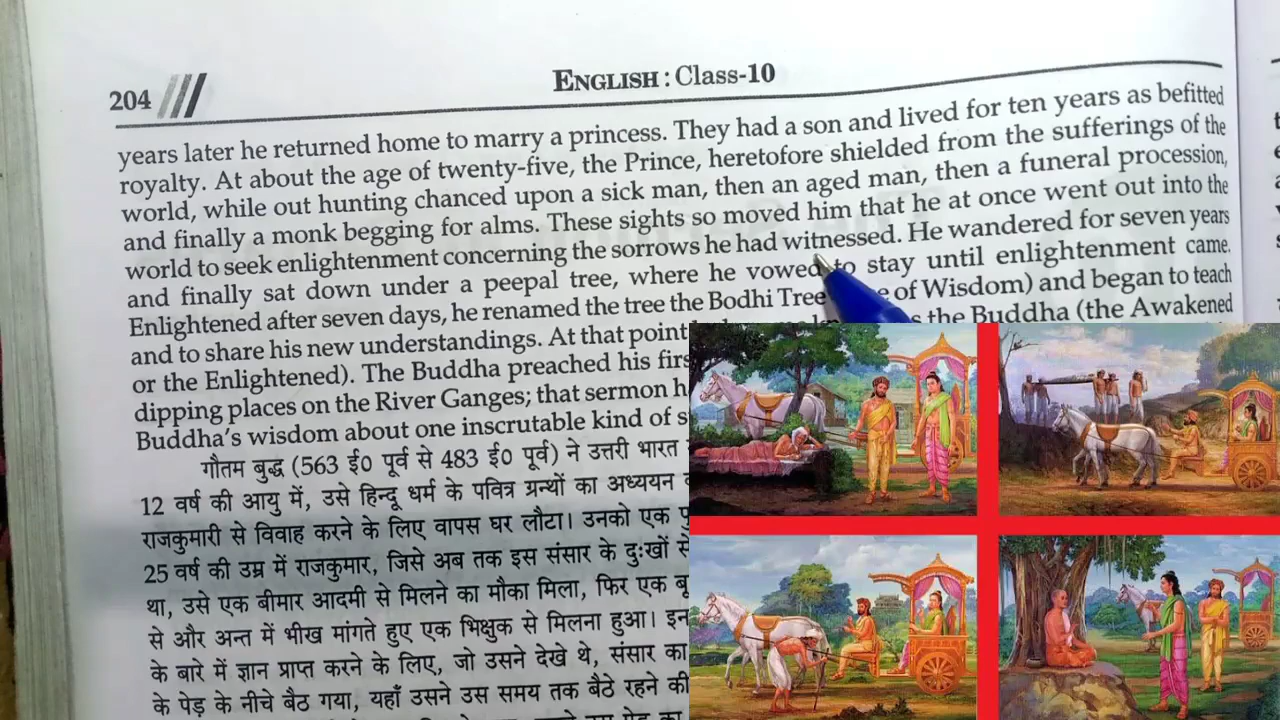 204
ENGLISH : Class-10
years later he returned home to marry a princess. They had a son and lived for ten years as befitted
royalty. At about the age of twenty-five, the Prince, heretofore shielded from the sufferings of the
world, while out hunting chanced upon a sick man, then an aged man, then a funeral procession,
and finally a monk begging for alms. These sights so moved him that he at once went out into the
world to seek enlightenment concerning the sorrows he had witnessed. He wandered for seven years
and finally sat down under a peepal tree, where he vowed to stay until enlightenment came.
Enlightened after seven days, he renamed the tree the Bodhi Tree of Wisdom) and began to teach
and to share his new understandings. At that point the Buddha (the Awakened
or the Enlightened). The Buddha preached his
dipping places on the River Ganges; that sermon
Buddha's wisdom about one inscrutable kind of
गौतम बुद्ध (563 ई० पूर्व से 483 ई० पूर्व) ने उत्तरी भारत
12 वर्ष की आयु में, उसे हिन्दू धर्म के पवित्र ग्रन्थों का अध्ययन
राजकुमारी से विवाह करने के लिए वापस घर लौटा। उनको एक
25 वर्ष की उम्र में राजकुमार, जिसे अब तक इस संसार के दुःखों से
था, उसे एक बीमार आदमी से मिलने का मौका मिला, फिर एक
से और अन्त में भीख मांगते हुए एक भिक्षुक से मिलना हुआ।
के बारे में ज्ञान प्राप्त करने के लिए, जो उसने देखे थे, संसार का
के पेड़ के नीचे बैठ गया, यहाँ उसने उस समय तक बैठे रहने की